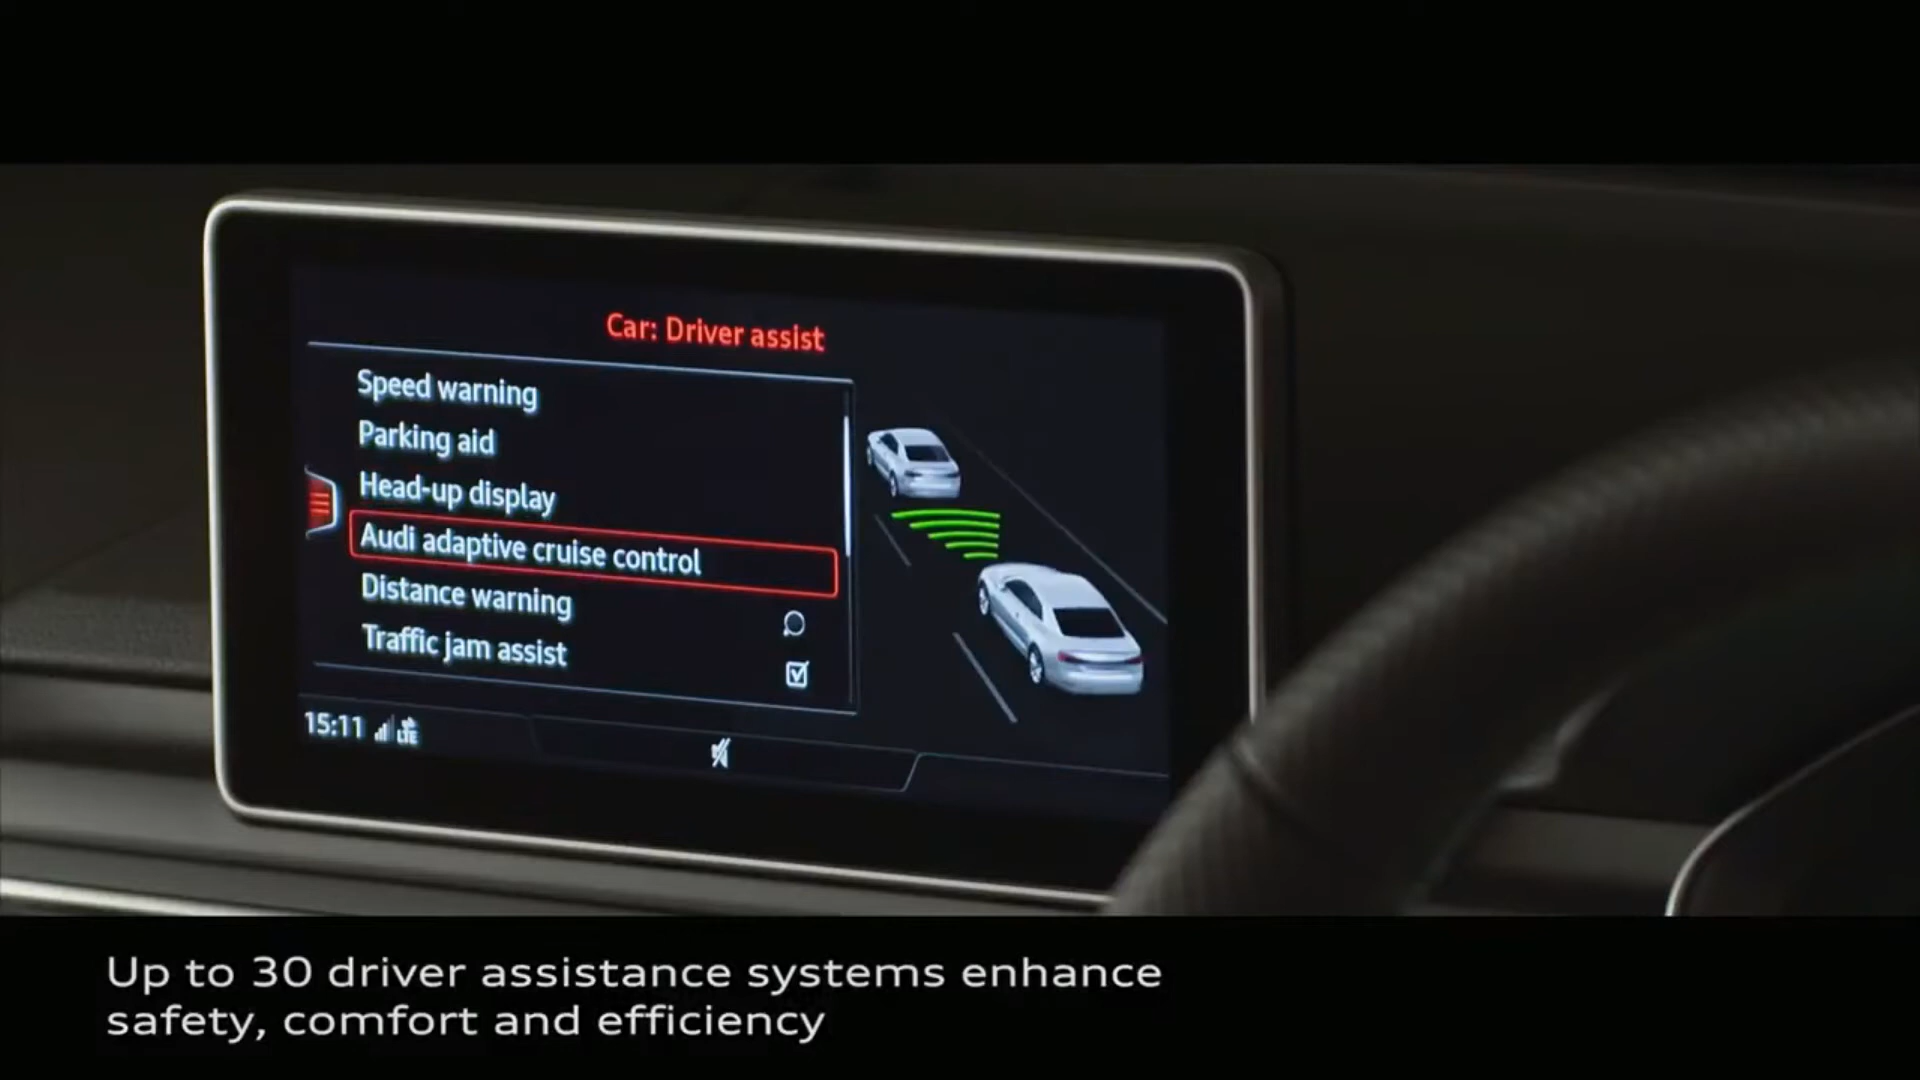 Car: Driver assist
Speed warning
Parking aid
Head-up display
Audi adaptive cruise control
Distance warning
Traffic jam assist
15:11 LTE
Up to 30 driver assistance systems enhance
safety, comfort and efficiency